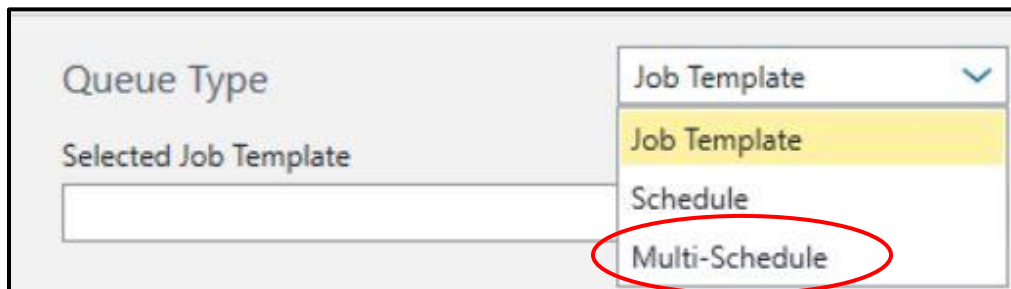 Queue Type
Job Template
Selected Job Template
Job Template
Schedule
Multi-Schedule